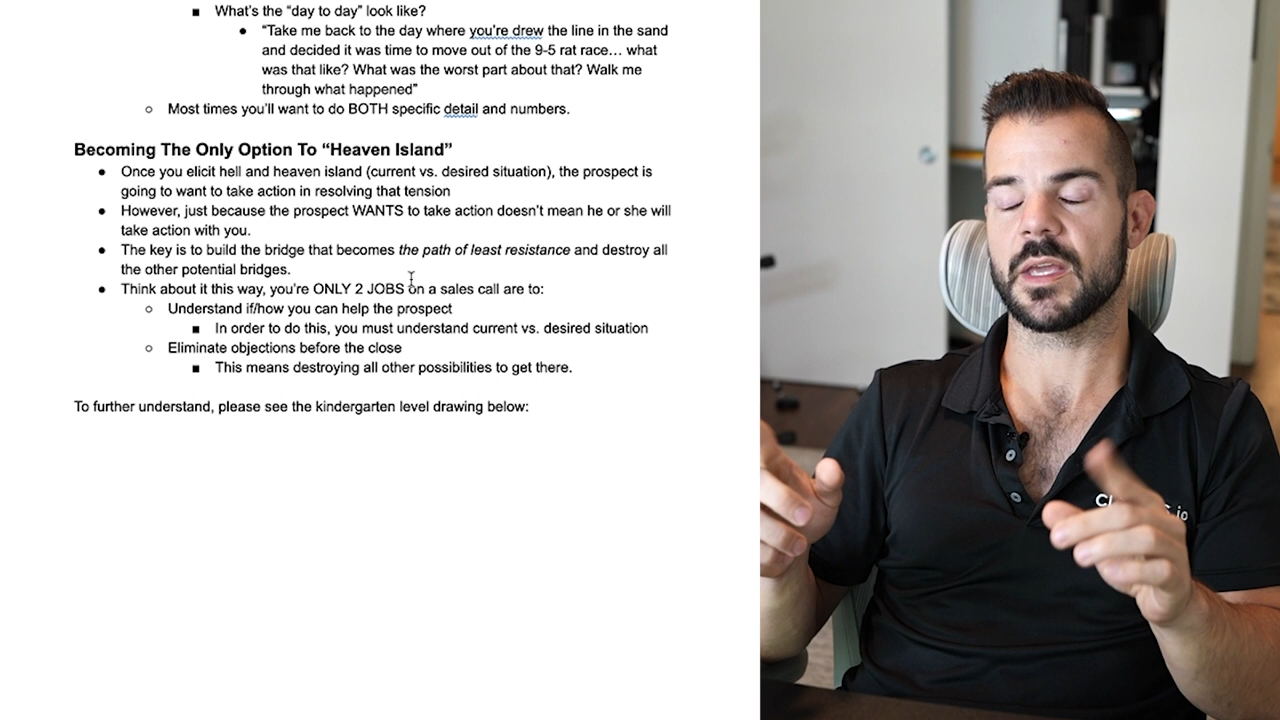 ■ What's the “day to day” look like?
● “Take me back to the day where you're drew the line in the sand
and decided it was time to move out of the 9-5 rat race… what
was that like? What was the worst part about that? Walk me
through what happened”
○ Most times you'll want to do BOTH specific detail and numbers.
Becoming The Only Option To “Heaven Island”
● Once you elicit hell and heaven island (current vs. desired situation), the prospect is
going to want to take action in resolving that tension
● However, just because the prospect WANTS to take action doesn't mean he or she will
take action with you.
● The key is to build the bridge that becomes the path of least resistance and destroy all
the other potential bridges.
● Think about it this way, you're ONLY 2 JOBS on a sales call are to:
○ Understand if/how you can help the prospect
■ In order to do this, you must understand current vs. desired situation
○ Eliminate objections before the close
■ This means destroying all other possibilities to get there.
To further understand, please see the kindergarten level drawing below: